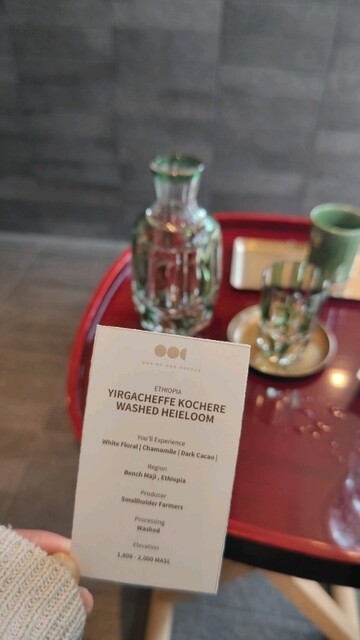 ONE OF ONE COFFEE
ETHIOPIA
YIRGACHEFFE KOCHERE
WASHED HEIELOOM
You'll Experience
White Floral | Chamomile | Dark Cacao |
Region
Bench Maji , Ethiopia
Producer
Smallholder Farmers
Processing
Washed
Elevation
1,800 - 2,000 MASL